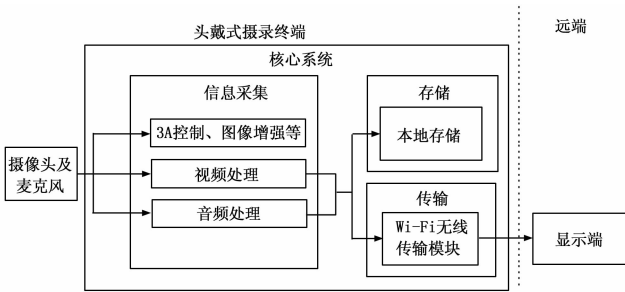 头戴式摄录终端
远端
核心系统
信息采集
存储
3A控制、图像增强等
本地存储
摄像头及
麦克风
视频处理
音频处理
传输
Wi-Fi无线
传输模块
显示端